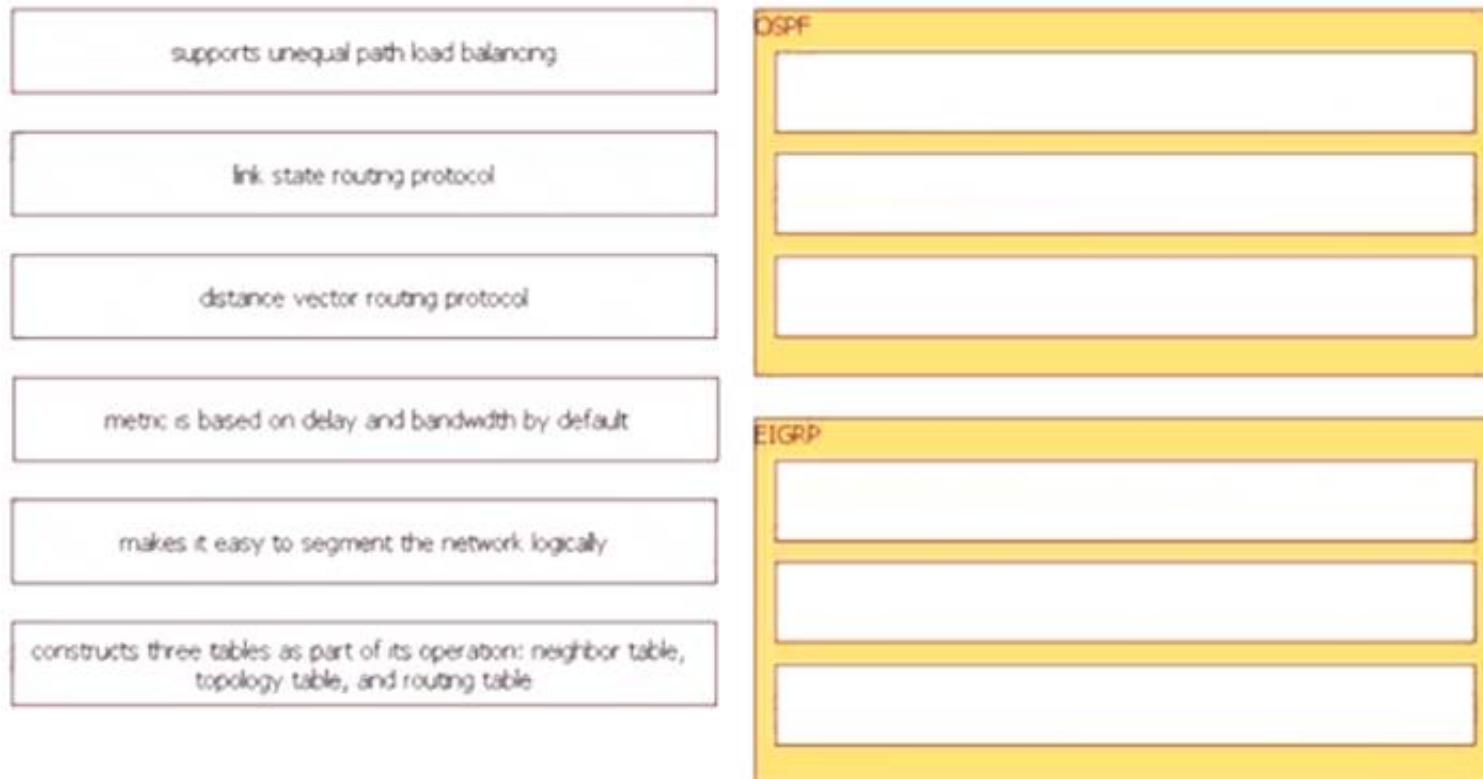 supports unequal path load balancing
link state routing protocol
distance vector routing protocol
metric is based on delay and bandwidth by default
makes it easy to segment the network logically
constructs three tables as part of its operation: neighbor table,
topology table, and routing table
OSPF
EIGRP